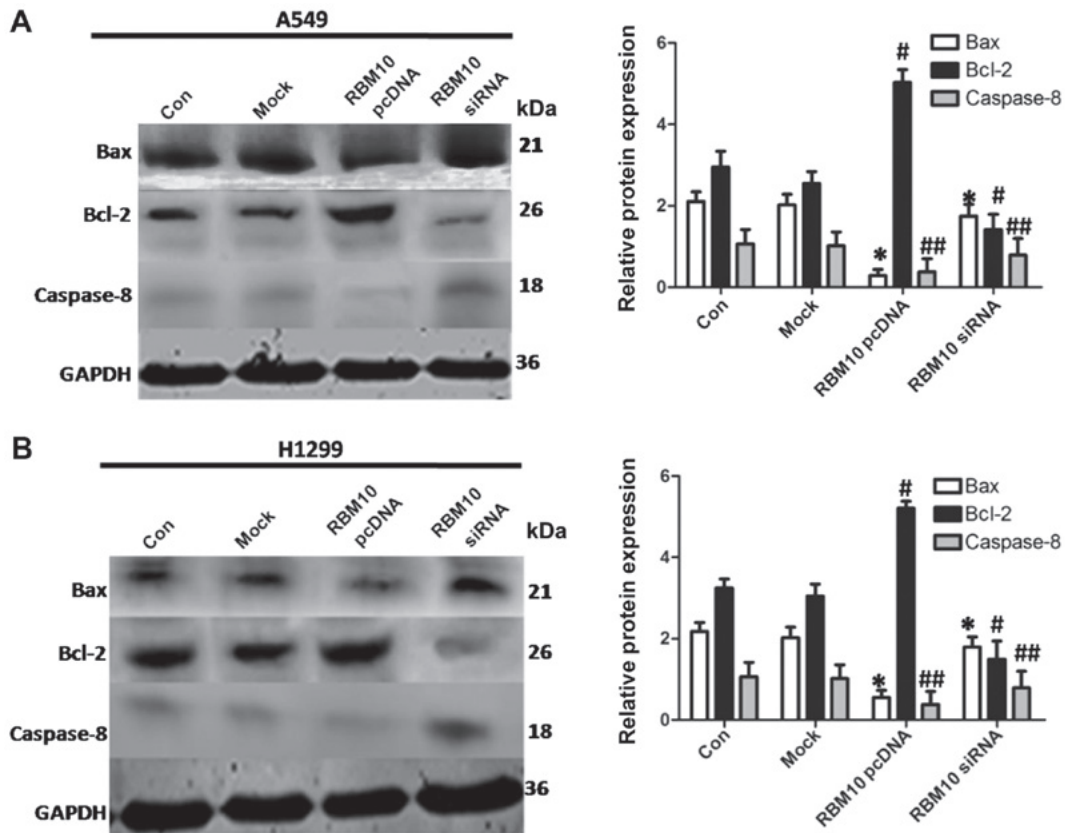 A
A549
Con
Mock
RBM10
pcDNA
RBM10
siRNA
kDa
Bax
21
Bcl-2
26
Caspase-8
18
GAPDH
36
Relative protein expression
6
4
2
0
Bax
Bcl-2
Caspase-8
*
#
##
*
#
##
Con
Mock
RBM10 pcDNA
RBM10 siRNA
B
H1299
Con
Mock
RBM10
pcDNA
RBM10
siRNA
kDa
Bax
21
Bcl-2
26
Caspase-8
18
GAPDH
36
Relative protein expression
6
4
2
0
Bax
Bcl-2
Caspase-8
*
#
##
*
#
##
Con
Mock
RBM10 pcDNA
RBM10 siRNA